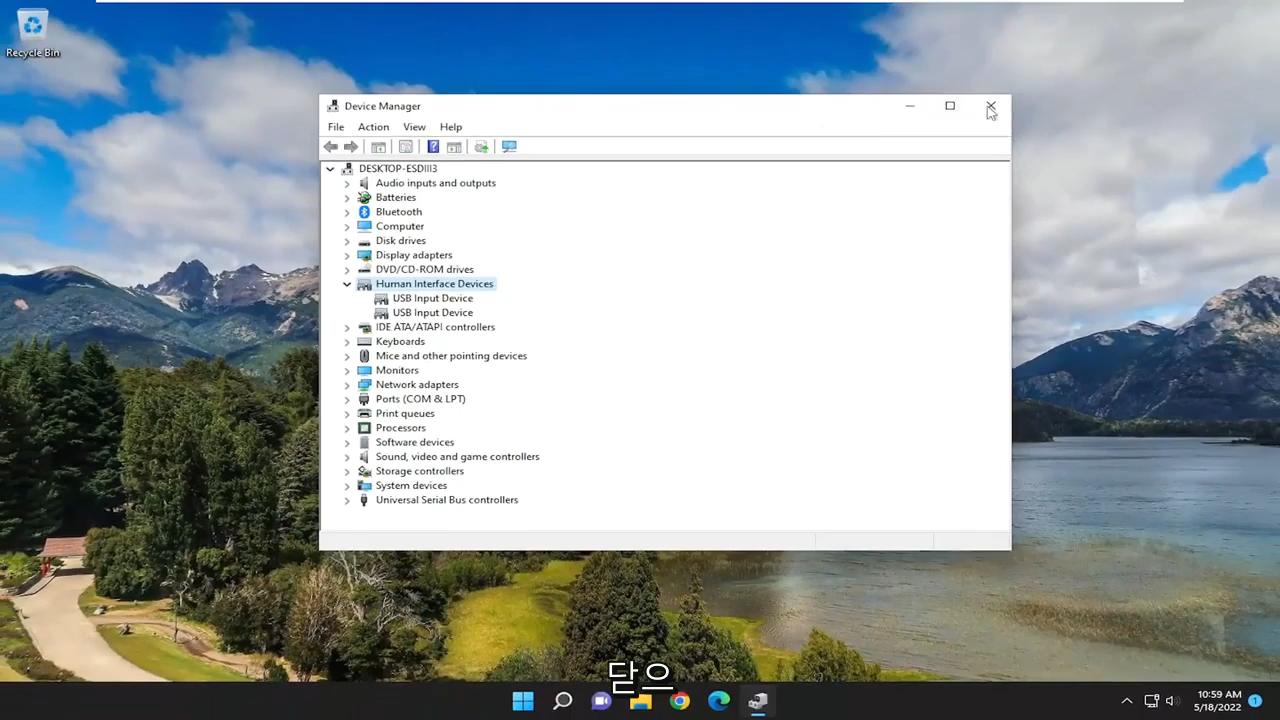 Recycle Bin
Device Manager
File Action View Help
DESKTOP-ESDIII3
Audio inputs and outputs
Batteries
Bluetooth
Computer
Disk drives
Display adapters
DVD/CD-ROM drives
Human Interface Devices
USB Input Device
USB Input Device
IDE ATA/ATAPI controllers
Keyboards
Mice and other pointing devices
Monitors
Network adapters
Ports (COM & LPT)
Print queues
Processors
Software devices
Sound, video and game controllers
Storage controllers
System devices
Universal Serial Bus controllers
닫으
10:59 AM
5/18/2022
1